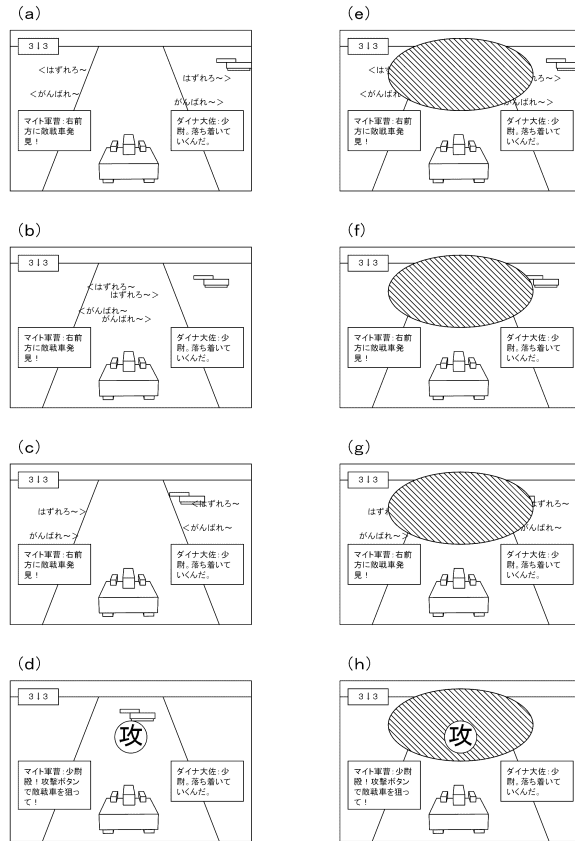 (a)
3↓3
<はずれろ～
はずれろ～>
<がんばれ～
がんばれ～>
マイト軍曹:右前
方に敵戦車発
見!
ダイナ大佐:少
尉。落ち着いて
いくんだ。
(e)
3↓3
<はず
れろ～>
<がんば
がんばれ～>
マイト軍曹:右前
方に敵戦車発
見!
ダイナ大佐:少
尉。落ち着いて
いくんだ。
(b)
3↓3
<はずれろ～
はずれろ～>
<がんばれ～
がんばれ～>
マイト軍曹:右前
方に敵戦車発
見!
ダイナ大佐:少
尉。落ち着いて
いくんだ。
(f)
3↓3
マイト軍曹:右前
方に敵戦車発
見!
ダイナ大佐:少
尉。落ち着いて
いくんだ。
(c)
3↓3
はずれろ～>
<はずれろ～
がんばれ～>
<がんばれ～
マイト軍曹:右前
方に敵戦車発
見!
ダイナ大佐:少
尉。落ち着いて
いくんだ。
(g)
3↓3
はず
はずれろ～
がんばれ～>
がんばれ～
マイト軍曹:右前
方に敵戦車発
見!
ダイナ大佐:少
尉。落ち着いて
いくんだ。
(d)
3↓3
攻
マイト軍曹:少尉
殿!攻撃ボタン
で敵戦車を狙っ
て!
ダイナ大佐:少
尉。落ち着いて
いくんだ。
(h)
3↓3
攻
マイト軍曹:少尉
殿!攻撃ボタン
で敵戦車を狙っ
て!
ダイナ大佐:少
尉。落ち着いて
いくんだ。